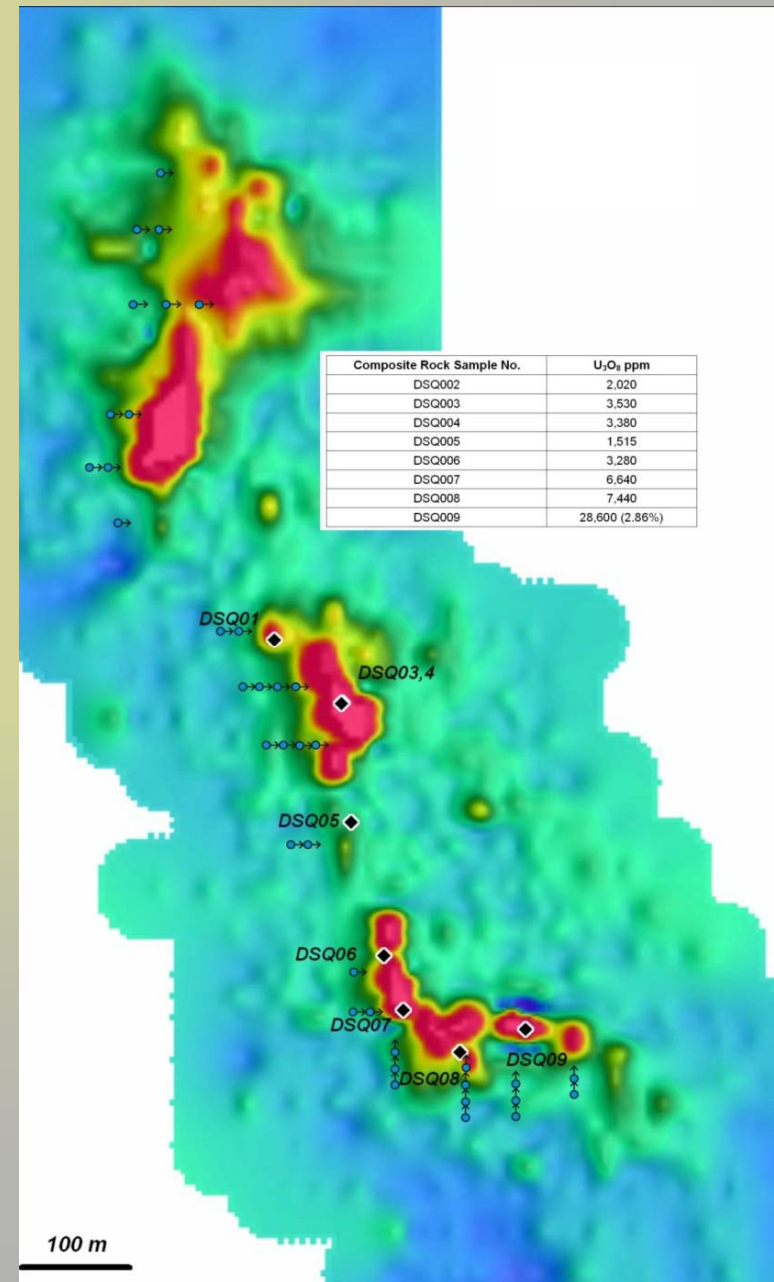 Composite Rock Sample No. U₃O₈ ppm
DSQ002 2,020
DSQ003 3,530
DSQ004 3,380
DSQ005 1,515
DSQ006 3,280
DSQ007 6,640
DSQ008 7,440
DSQ009 28,600 (2.86%)
DSQ01
DSQ03,4
DSQ05
DSQ06
DSQ07
DSQ09
DSQ08
100 m